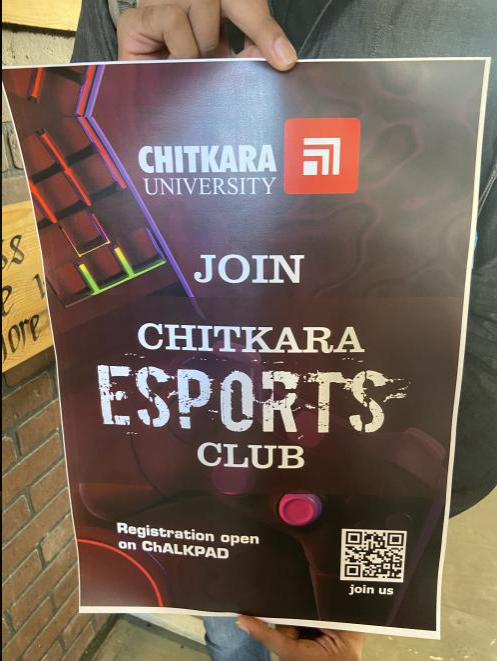 CHITKARA
UNIVERSITY
JOIN
CHITKARA
ESPORTS
CLUB
Registration open
on ChALKPAD
join us